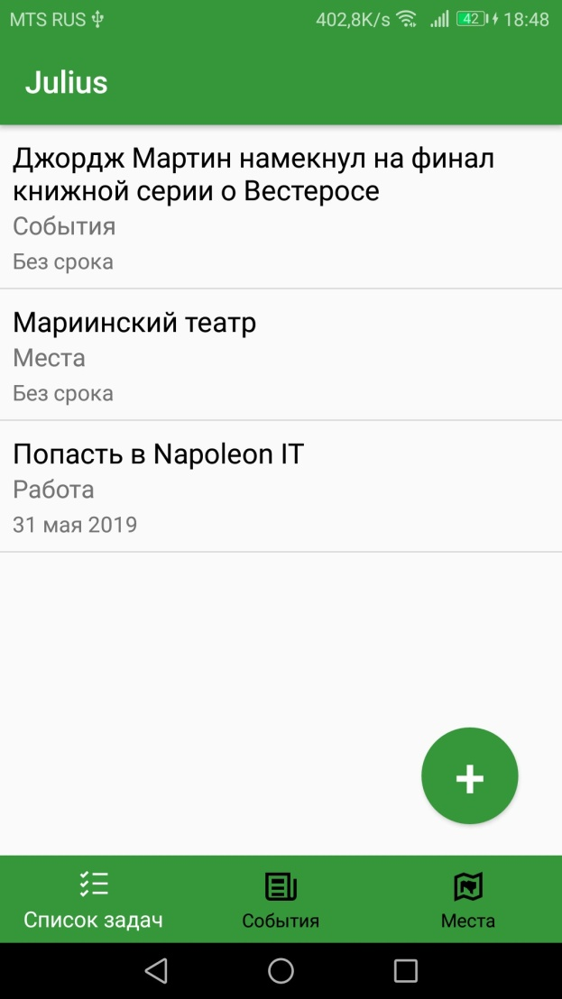 MTS RUS 402,8K/s 42 18:48
Julius
Джордж Мартин намекнул на финал
книжной серии о Вестеросе
События
Без срока
Мариинский театр
Места
Без срока
Попасть в Napoleon IT
Работа
31 мая 2019
+
Список задач События Места